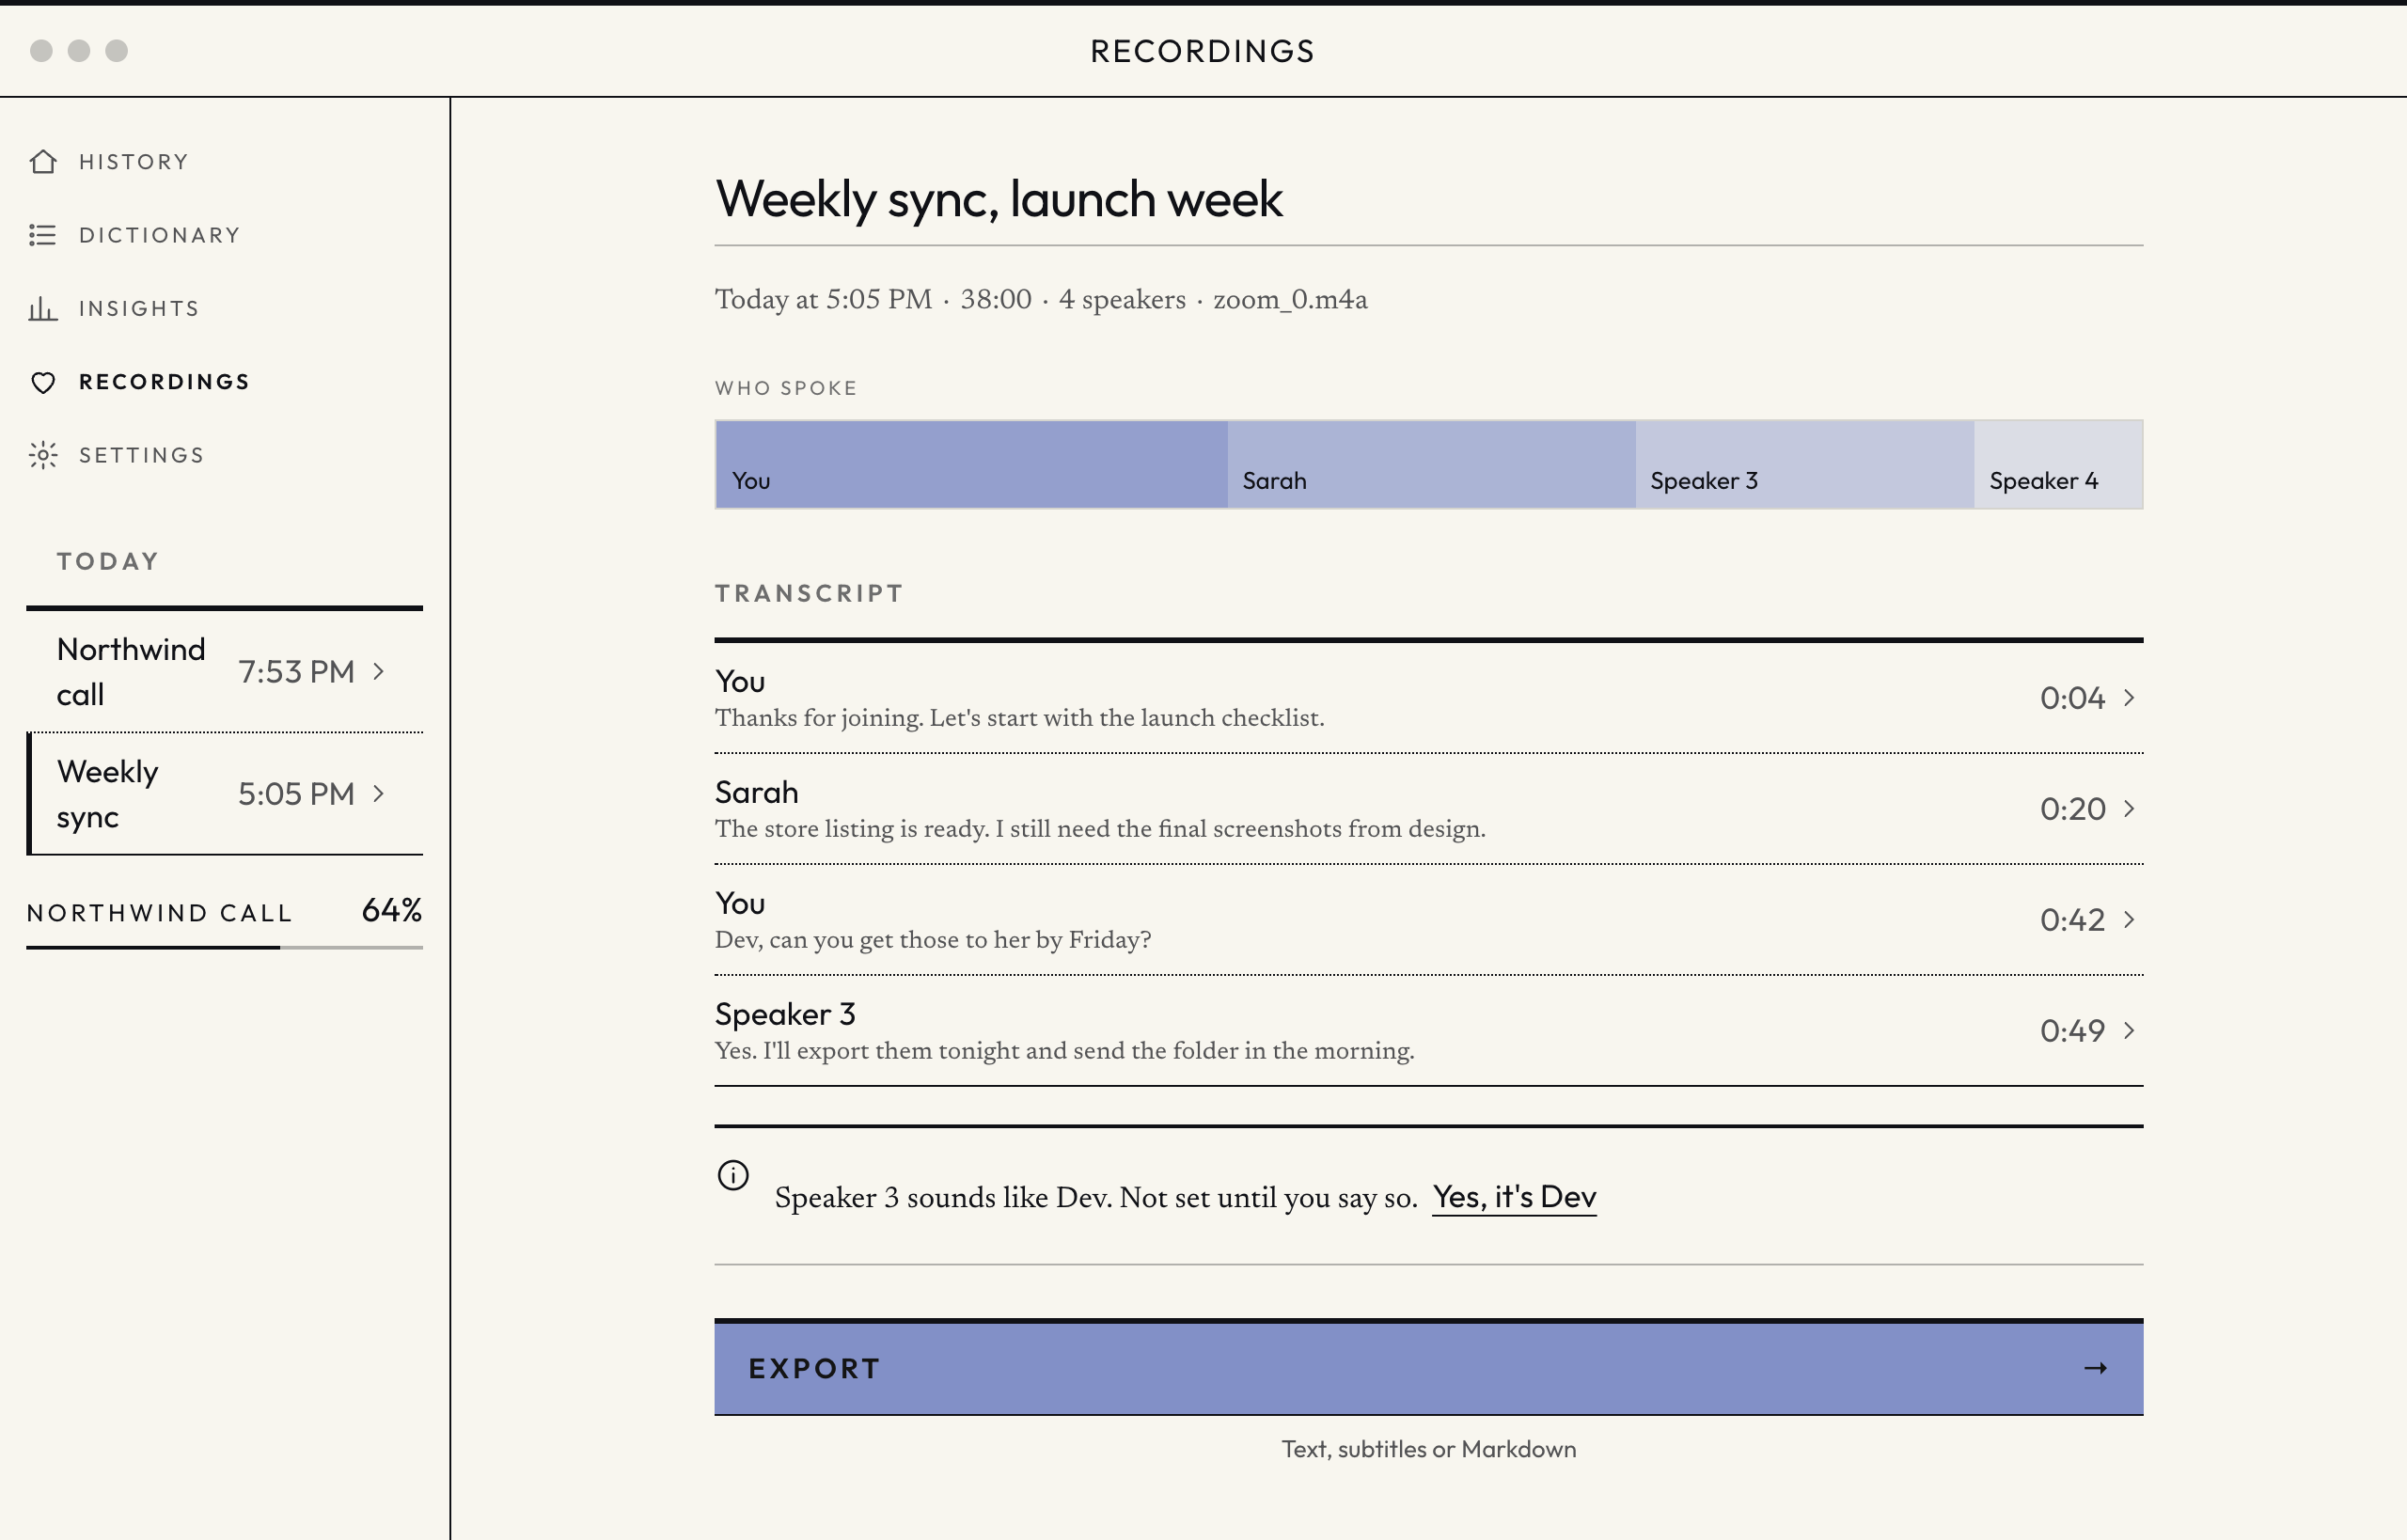 RECORDINGS
HISTORY
DICTIONARY
INSIGHTS
RECORDINGS
SETTINGS
TODAY
Northwind
call
7:53 PM
Weekly
sync
5:05 PM
NORTHWIND CALL 64%
Weekly sync, launch week
Today at 5:05 PM · 38:00 · 4 speakers · zoom_0.m4a
WHO SPOKE
You Sarah Speaker 3 Speaker 4
TRANSCRIPT
You
Thanks for joining. Let's start with the launch checklist.
0:04
Sarah
The store listing is ready. I still need the final screenshots from design.
0:20
You
Dev, can you get those to her by Friday?
0:42
Speaker 3
Yes. I'll export them tonight and send the folder in the morning.
0:49
Speaker 3 sounds like Dev. Not set until you say so. Yes, it's Dev
EXPORT →
Text, subtitles or Markdown